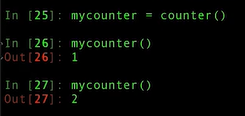 In [25]: mycounter = counter()
In [26]: mycounter()
Out[26]: 1
In [27]: mycounter()
Out[27]: 2